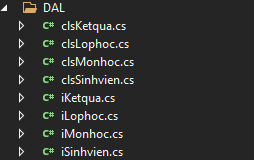 DAL
C# clsKetqua.cs
C# clsLophoc.cs
C# clsMonhoc.cs
C# clsSinhvien.cs
C# iKetqua.cs
C# iLophoc.cs
C# iMonhoc.cs
C# iSinhvien.cs